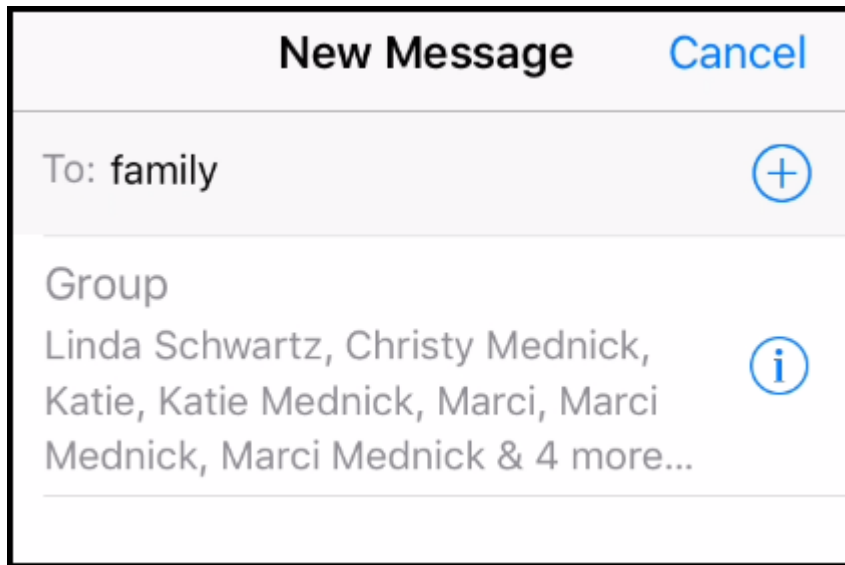 New Message Cancel
To: family
Group
Linda Schwartz, Christy Mednick,
Katie, Katie Mednick, Marci, Marci
Mednick, Marci Mednick & 4 more...